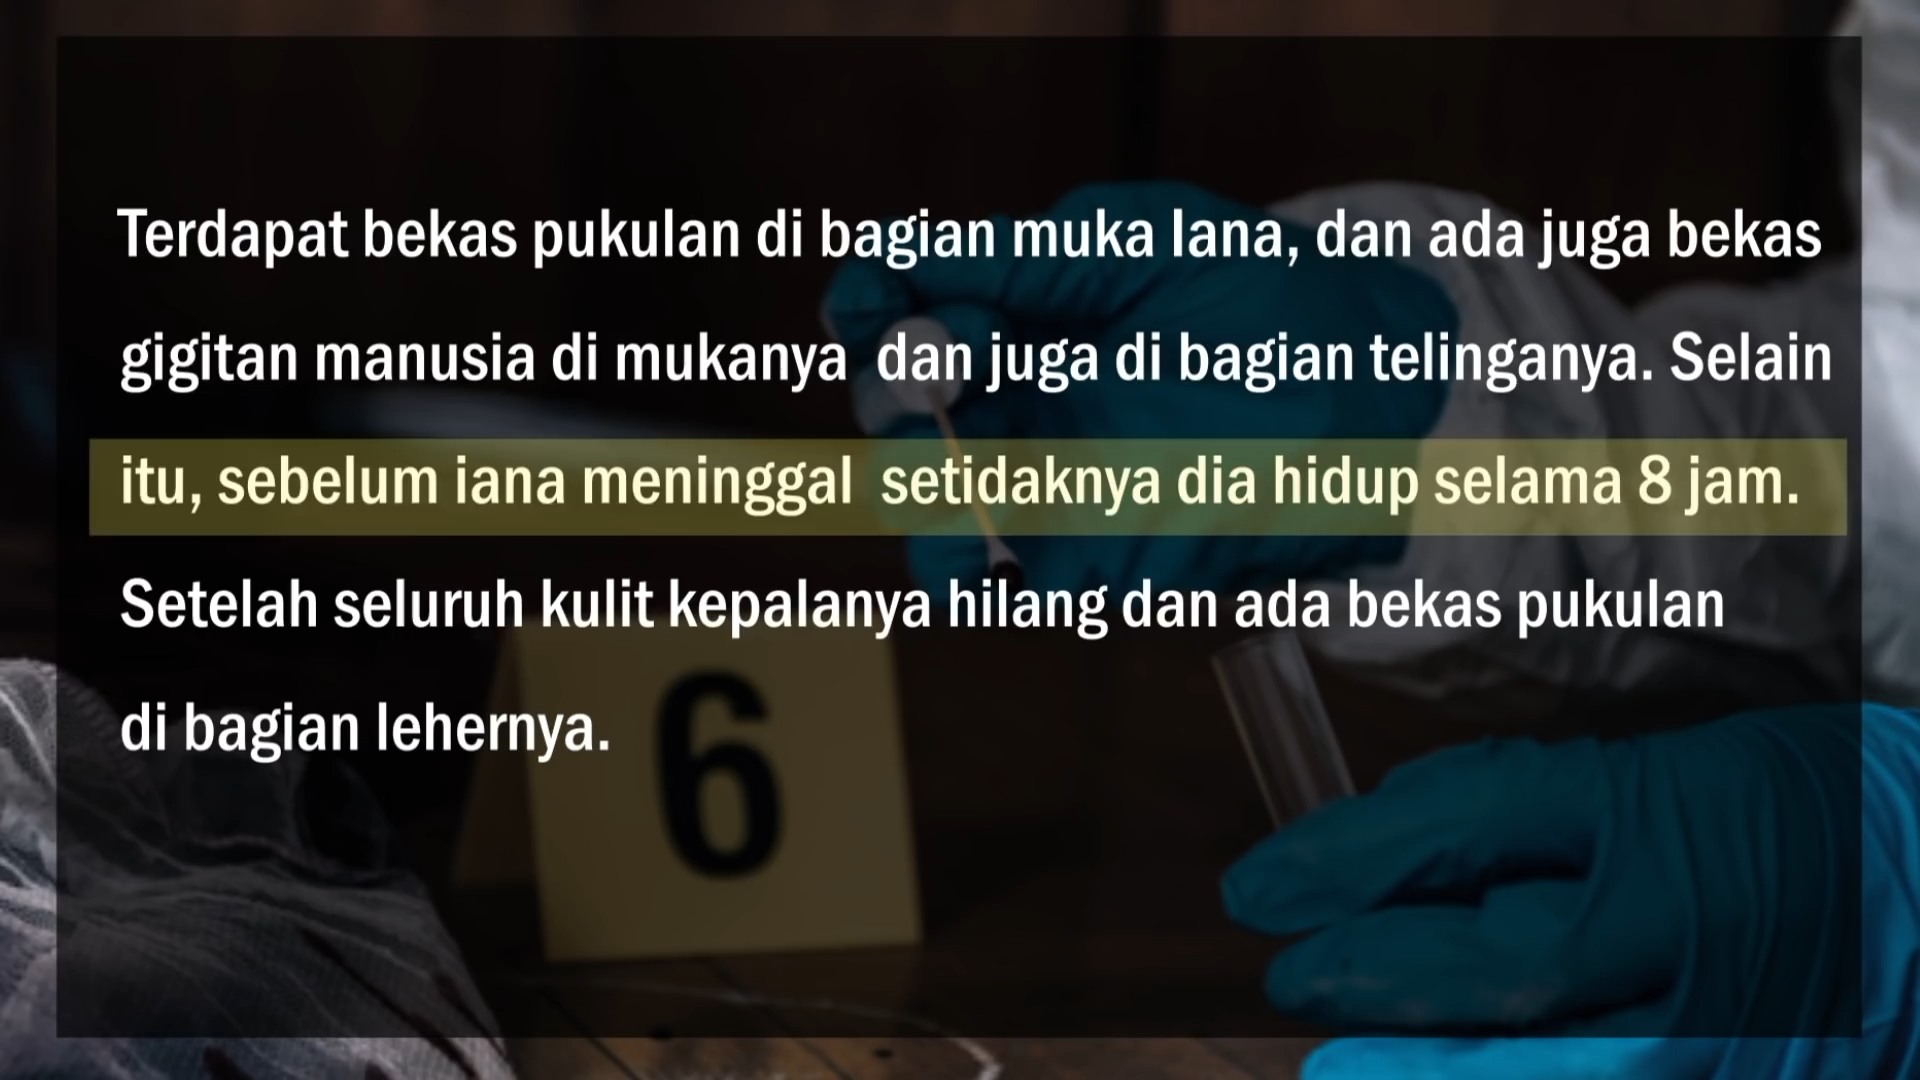 Terdapat bekas pukulan di bagian muka Iana, dan ada juga bekas
gigitan manusia di mukanya dan juga di bagian telinganya. Selain
itu, sebelum iana meninggal setidaknya dia hidup selama 8 jam.
Setelah seluruh kulit kepalanya hilang dan ada bekas pukulan
di bagian lehernya.
6